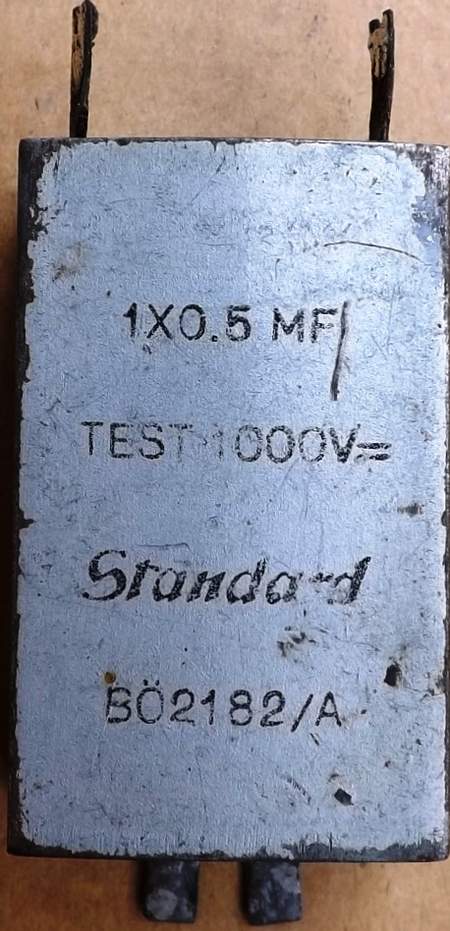 1X0.5 MF
TEST 1000V=
Standard
BÖ2182/A